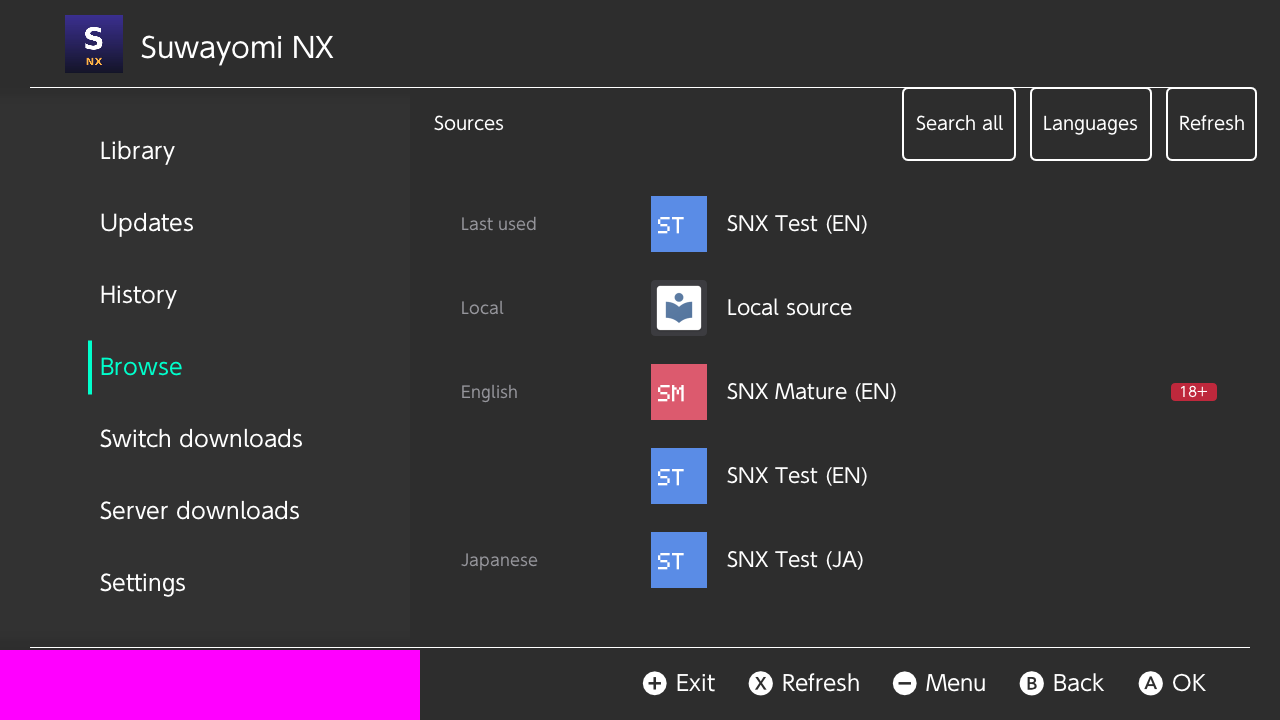 S
NX
Suwayomi NX
Sources
Search all
Languages
Refresh
Library
Updates
History
Browse
Switch downloads
Server downloads
Settings
Last used
ST
SNX Test (EN)
Local
Local source
English
SM
SNX Mature (EN)
18+
ST
SNX Test (EN)
Japanese
ST
SNX Test (JA)
+ Exit
X Refresh
− Menu
B Back
A OK